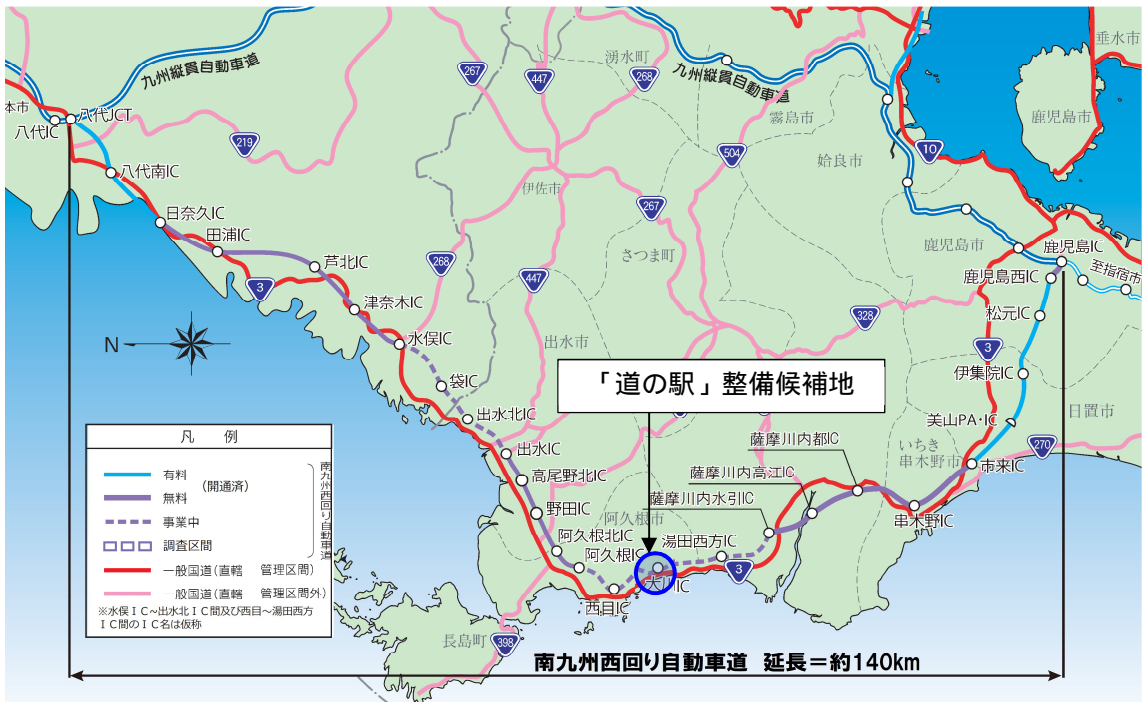 九州縦貫自動車道
湧水町
九州縦貫自動車道
垂水市
鹿児島市
267
447
268
本市
八代JCT
八代IC
219
霧島市
504
10
姶良市
八代南IC
伊佐市
267
日奈久IC
田浦IC
さつま町
鹿児島市
鹿児島IC
至指宿市
芦北IC
268
447
鹿児島西IC
3
津奈木IC
328
松元IC
N
水俣IC
出水市
3
袋IC
「道の駅」整備候補地
伊集院IC
出水北IC
美山PA・IC
日置市
凡 例
出水IC
薩摩川内都IC
いちき
串木野市
270
有料
(開通済)
無料
事業中
調査区間
南九州西回り自動車道
高尾野北IC
薩摩川内高江IC
市来IC
野田IC
薩摩川内水引IC
串木野IC
阿久根市
阿久根北IC
湯田西方IC
阿久根IC
3
大川IC
一般国道(直轄 管理区間)
一般国道(直轄 管理区間外)
西目IC
※水俣IC~出水北IC間及び西目~湯田西方
IC間のIC名は仮称
長島町
398
南九州西回り自動車道 延長=約140km